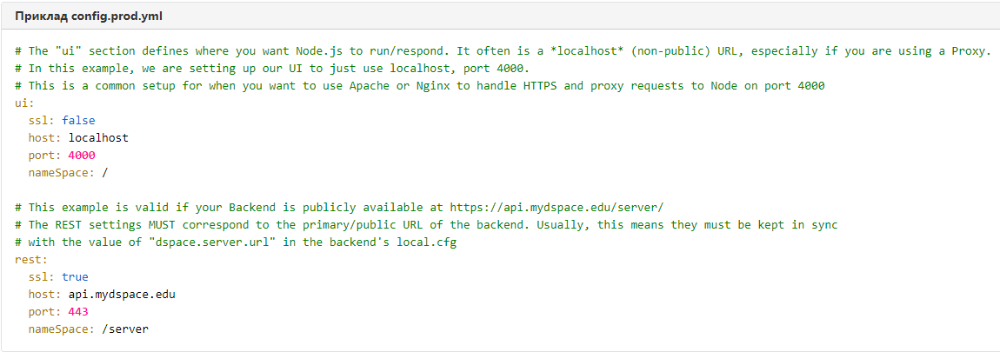 Приклад config.prod.yml
# The "ui" section defines where you want Node.js to run/respond. It often is a *localhost* (non-public) URL, especially if you are using a Proxy.
# In this example, we are setting up our UI to just use localhost, port 4000.
# This is a common setup for when you want to use Apache or Nginx to handle HTTPS and proxy requests to Node on port 4000
ui:
  ssl: false
  host: localhost
  port: 4000
  nameSpace: /
# This example is valid if your Backend is publicly available at https://api.mydspace.edu/server/
# The REST settings MUST correspond to the primary/public URL of the backend. Usually, this means they must be kept in sync
# with the value of "dspace.server.url" in the backend's local.cfg
rest:
  ssl: true
  host: api.mydspace.edu
  port: 443
  nameSpace: /server